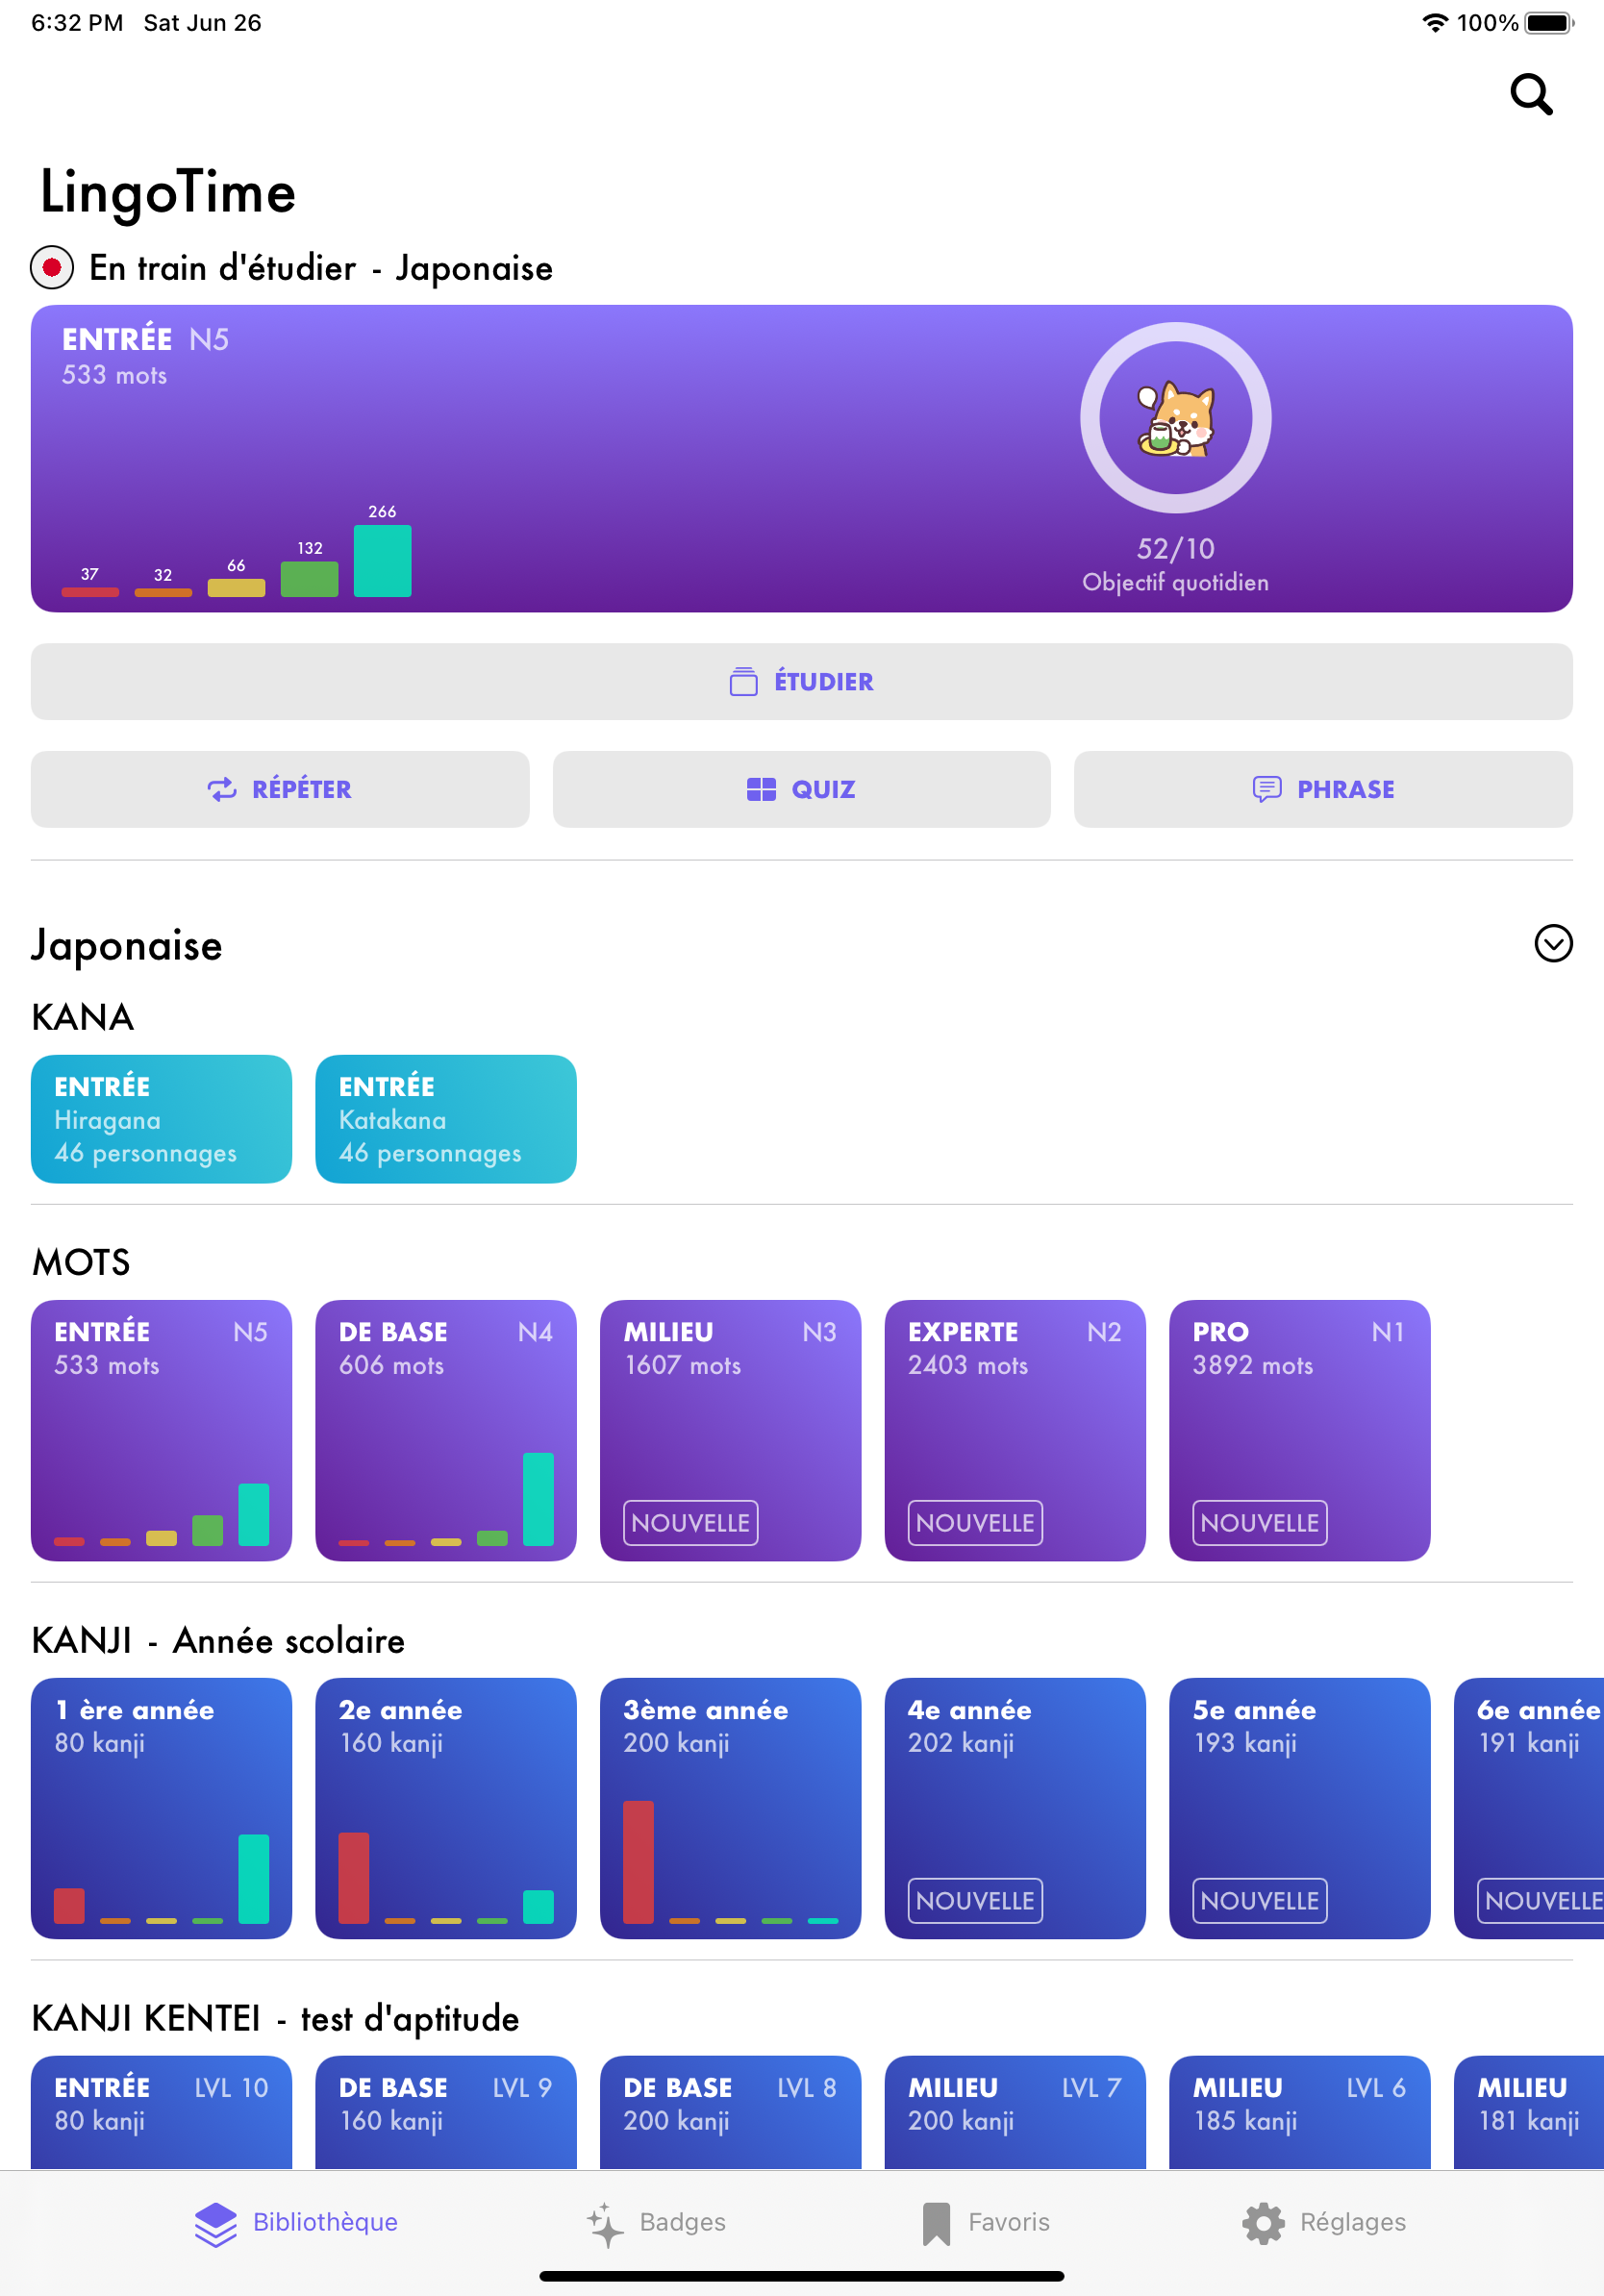 6:32 PM Sat Jun 26
100%
LingoTime
En train d'étudier - Japonaise
ENTRÉE N5
533 mots
37 32 66 132 266
52/10
Objectif quotidien
ÉTUDIER
RÉPÉTER QUIZ PHRASE
Japonaise
KANA
ENTRÉE ENTRÉE
Hiragana Katakana
46 personnages 46 personnages
MOTS
ENTRÉE N5 DE BASE N4 MILIEU N3 EXPERTE N2 PRO N1
533 mots 606 mots 1607 mots 2403 mots 3892 mots
NOUVELLE NOUVELLE NOUVELLE
KANJI - Année scolaire
1 ère année 2e année 3ème année 4e année 5e année 6e année
80 kanji 160 kanji 200 kanji 202 kanji 193 kanji 191 kanji
NOUVELLE NOUVELLE NOUVELLE
KANJI KENTEI - test d'aptitude
ENTRÉE LVL 10 DE BASE LVL 9 DE BASE LVL 8 MILIEU LVL 7 MILIEU LVL 6 MILIEU
80 kanji 160 kanji 200 kanji 200 kanji 185 kanji 181 kanji
Bibliothèque Badges Favoris Réglages